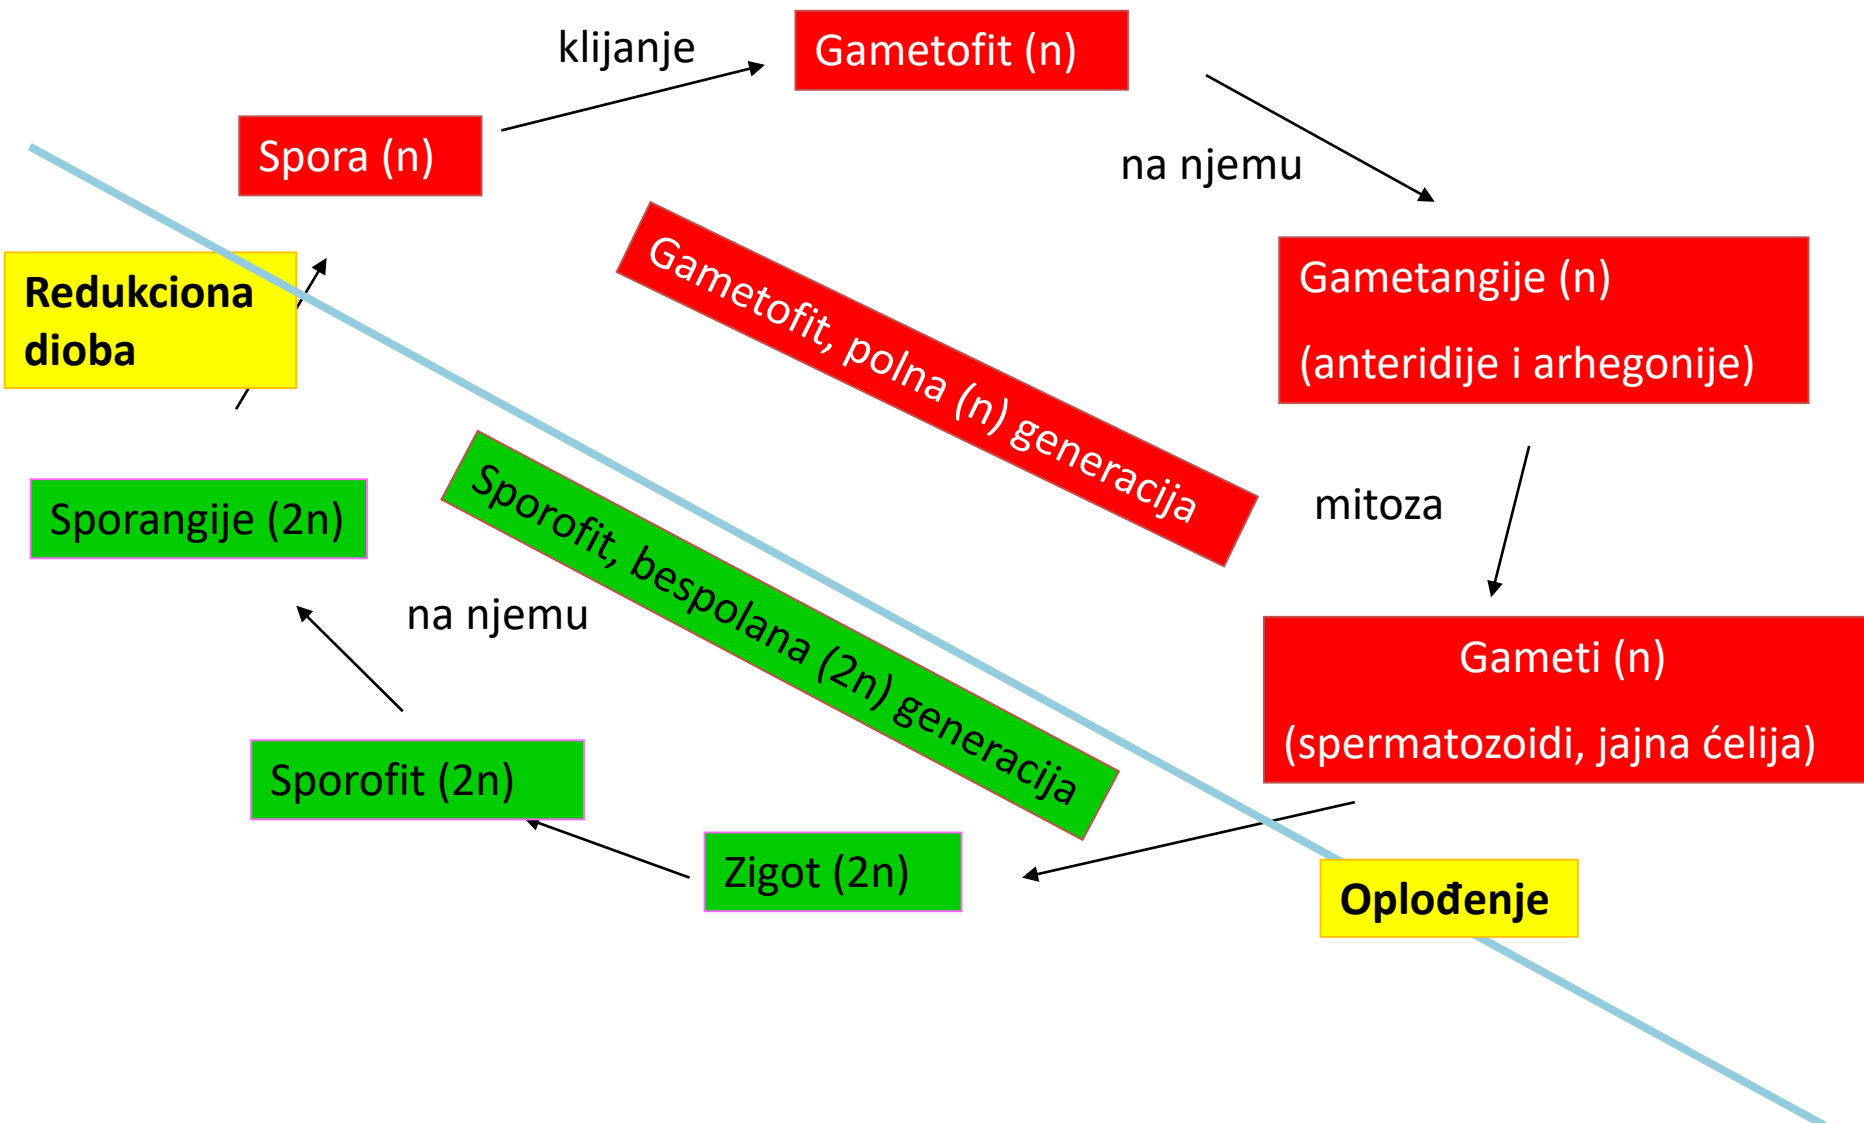 klijanje
Gametofit (n)
Spora (n)
na njemu
Redukciona
dioba
Gametofit, polna (n) generacija
Gametangije (n)
(anteridije i arhegonije)
Sporangije (2n)
Sporofit, bespolana (2n) generacija
mitoza
na njemu
Gameti (n)
(spermatozoidi, jajna ćelija)
Sporofit (2n)
Zigot (2n)
Oplođenje